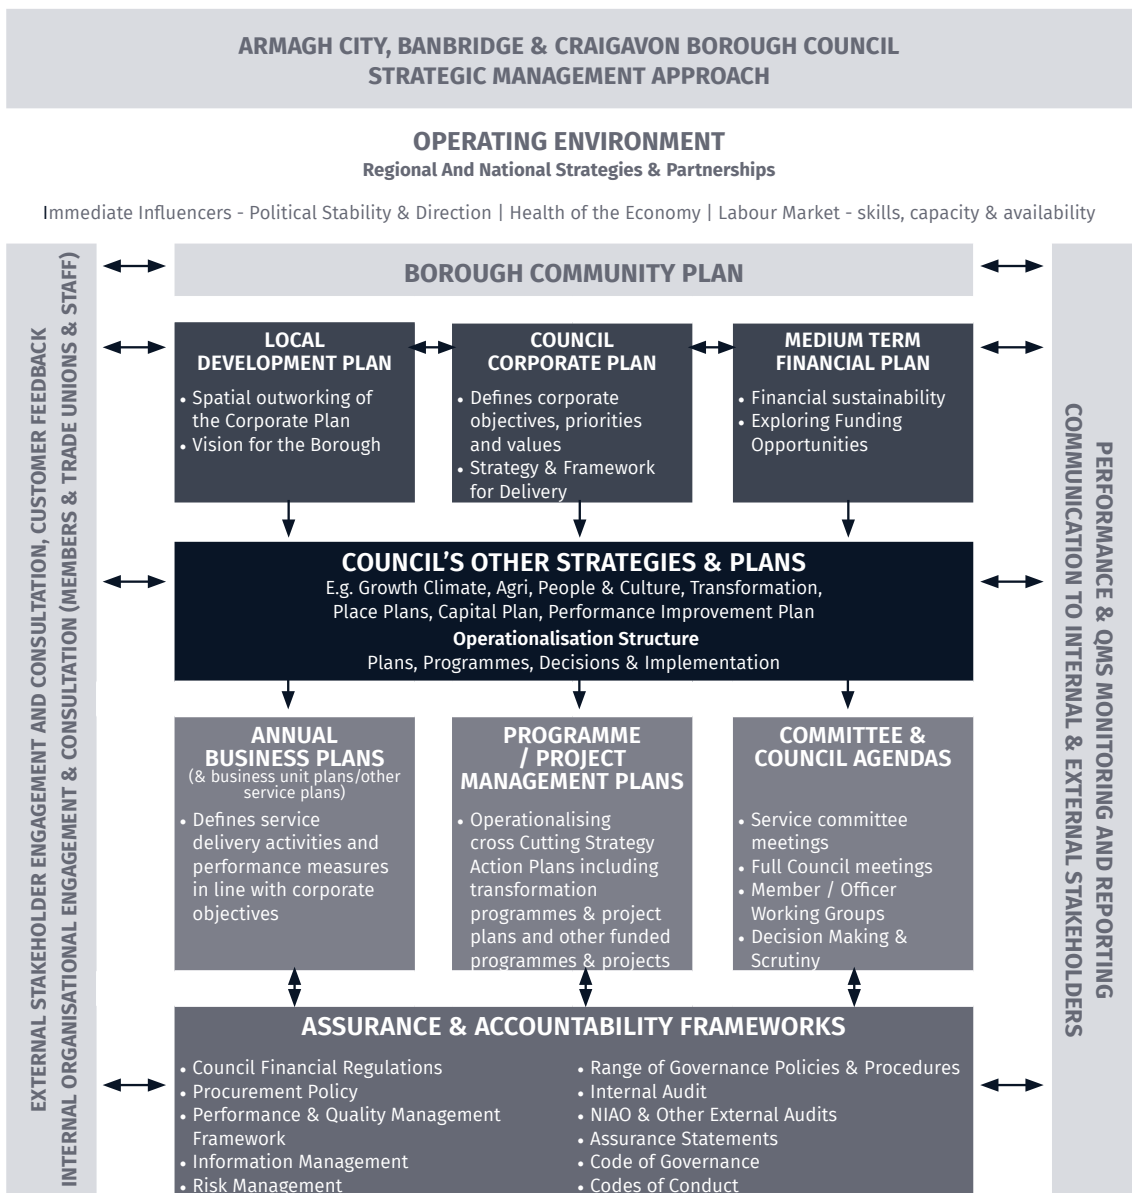 ARMAGH CITY, BANBRIDGE & CRAIGAVON BOROUGH COUNCIL
STRATEGIC MANAGEMENT APPROACH
OPERATING ENVIRONMENT
Regional And National Strategies & Partnerships
Immediate Influencers - Political Stability & Direction | Health of the Economy | Labour Market - skills, capacity & availability
EXTERNAL STAKEHOLDER ENGAGEMENT AND CONSULTATION, CUSTOMER FEEDBACK
INTERNAL ORGANISATIONAL ENGAGEMENT & CONSULTATION (MEMBERS & TRADE UNIONS & STAFF)
BOROUGH COMMUNITY PLAN
LOCAL
DEVELOPMENT PLAN
• Spatial outworking of
the Corporate Plan
• Vision for the Borough
COUNCIL
CORPORATE PLAN
• Defines corporate
objectives, priorities
and values
• Strategy & Framework
for Delivery
MEDIUM TERM
FINANCIAL PLAN
• Financial sustainability
• Exploring Funding
Opportunities
COUNCIL'S OTHER STRATEGIES & PLANS
E.g. Growth Climate, Agri, People & Culture, Transformation,
Place Plans, Capital Plan, Performance Improvement Plan
Operationalisation Structure
Plans, Programmes, Decisions & Implementation
ANNUAL
BUSINESS PLANS
(& business unit plans/other
service plans)
• Defines service
delivery activities and
performance measures
in line with corporate
objectives
PROGRAMME
/ PROJECT
MANAGEMENT PLANS
• Operationalising
cross Cutting Strategy
Action Plans including
transformation
programmes & project
plans and other funded
programmes & projects
COMMITTEE &
COUNCIL AGENDAS
• Service committee
meetings
• Full Council meetings
• Member / Officer
Working Groups
• Decision Making &
Scrutiny
ASSURANCE & ACCOUNTABILITY FRAMEWORKS
• Council Financial Regulations
• Procurement Policy
• Performance & Quality Management
Framework
• Information Management
• Risk Management
• Range of Governance Policies & Procedures
• Internal Audit
• NIAO & Other External Audits
• Assurance Statements
• Code of Governance
• Codes of Conduct
PERFORMANCE & QMS MONITORING AND REPORTING
COMMUNICATION TO INTERNAL & EXTERNAL STAKEHOLDERS